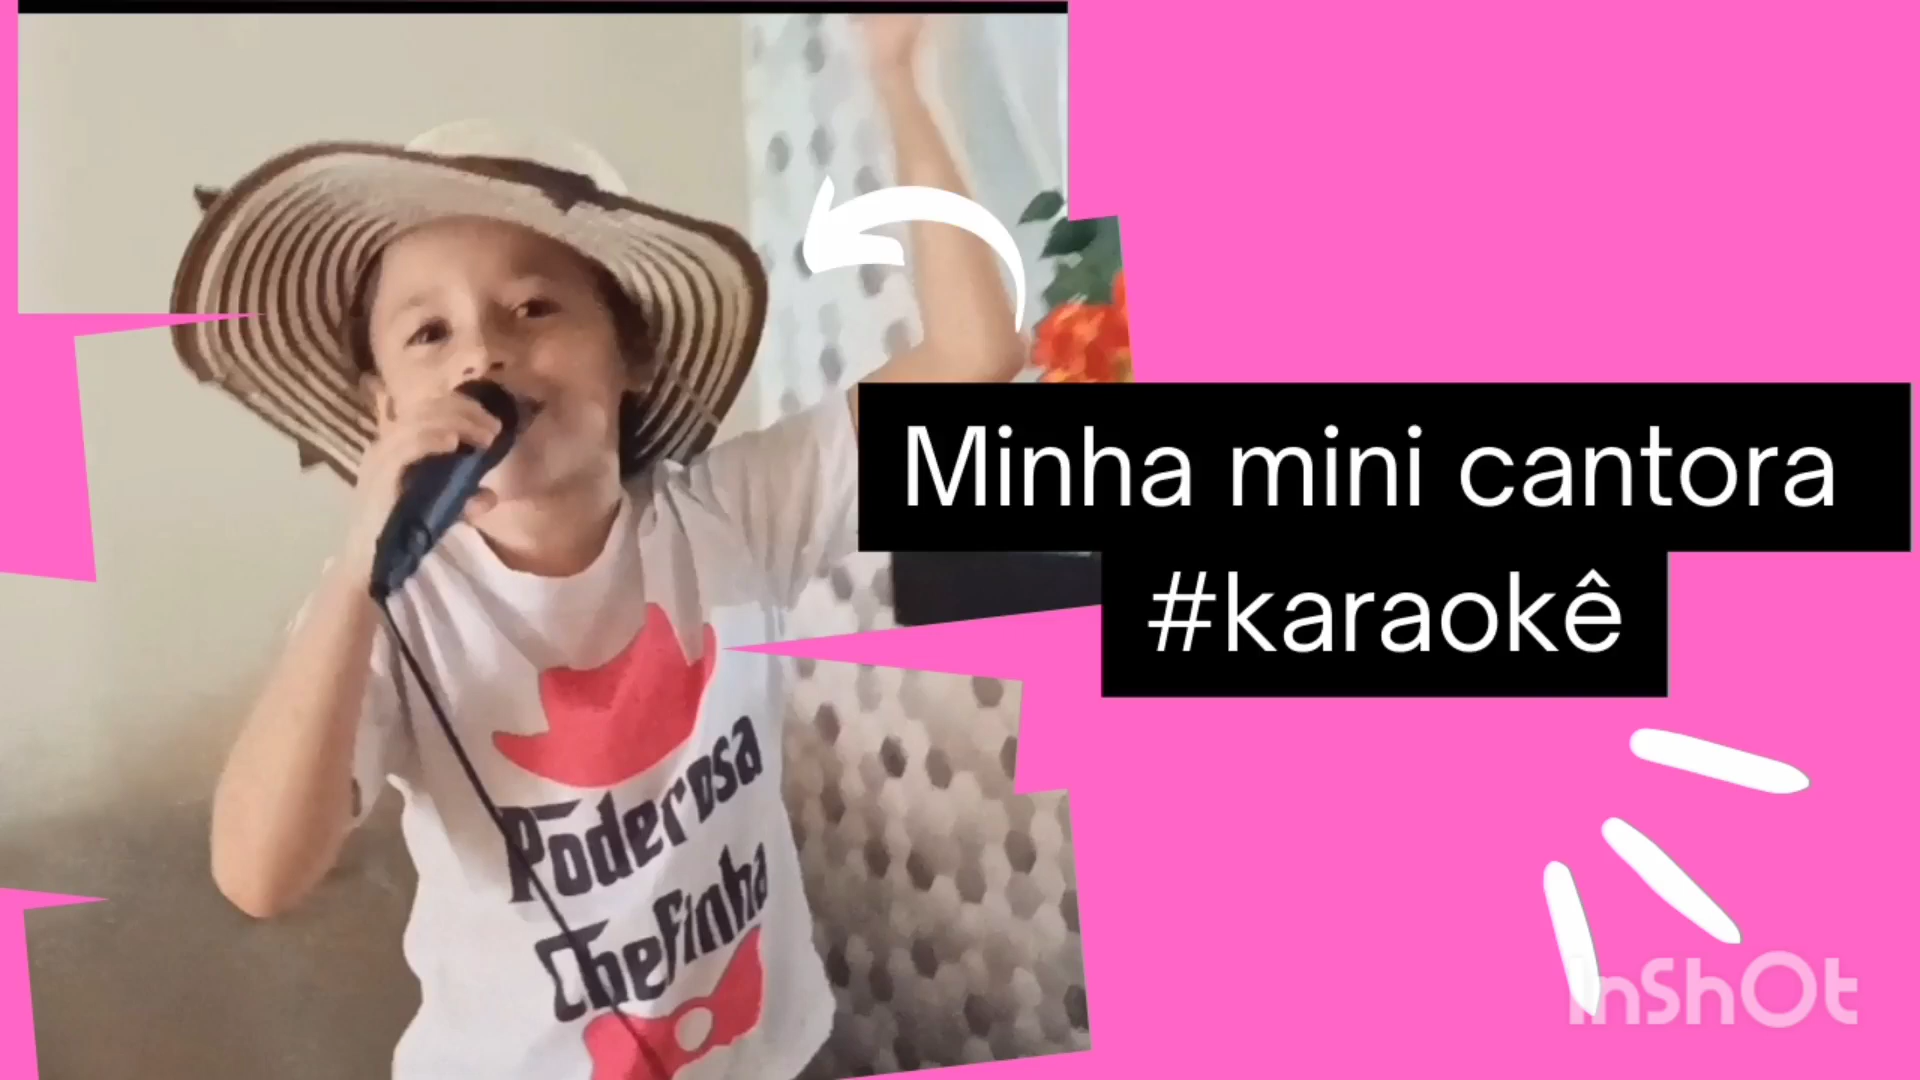 Minha mini cantora
#karaokê
Poderosa
Chefinha
InShOt